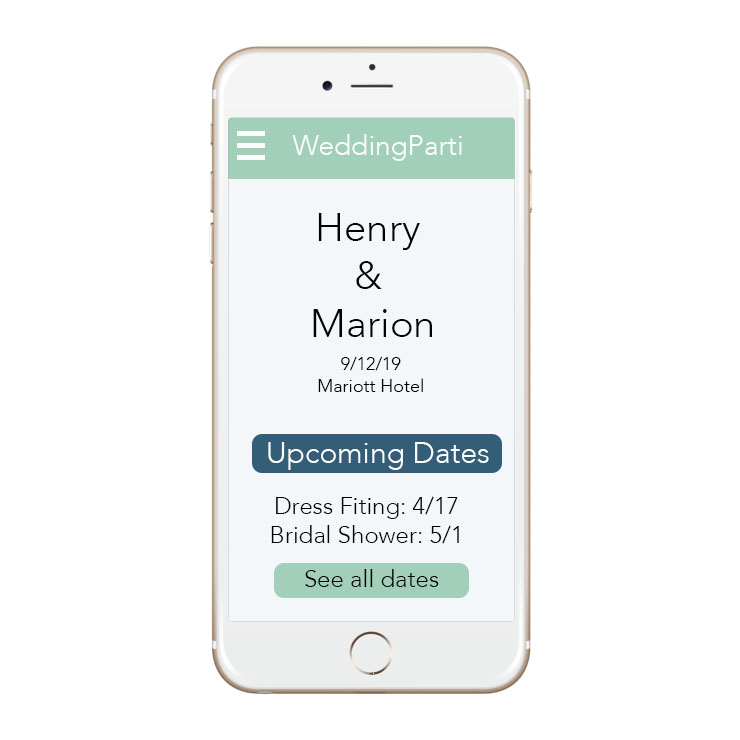 WeddingParti
Henry
&
Marion
9/12/19
Mariott Hotel
Upcoming Dates
Dress Fiting: 4/17
Bridal Shower: 5/1
See all dates